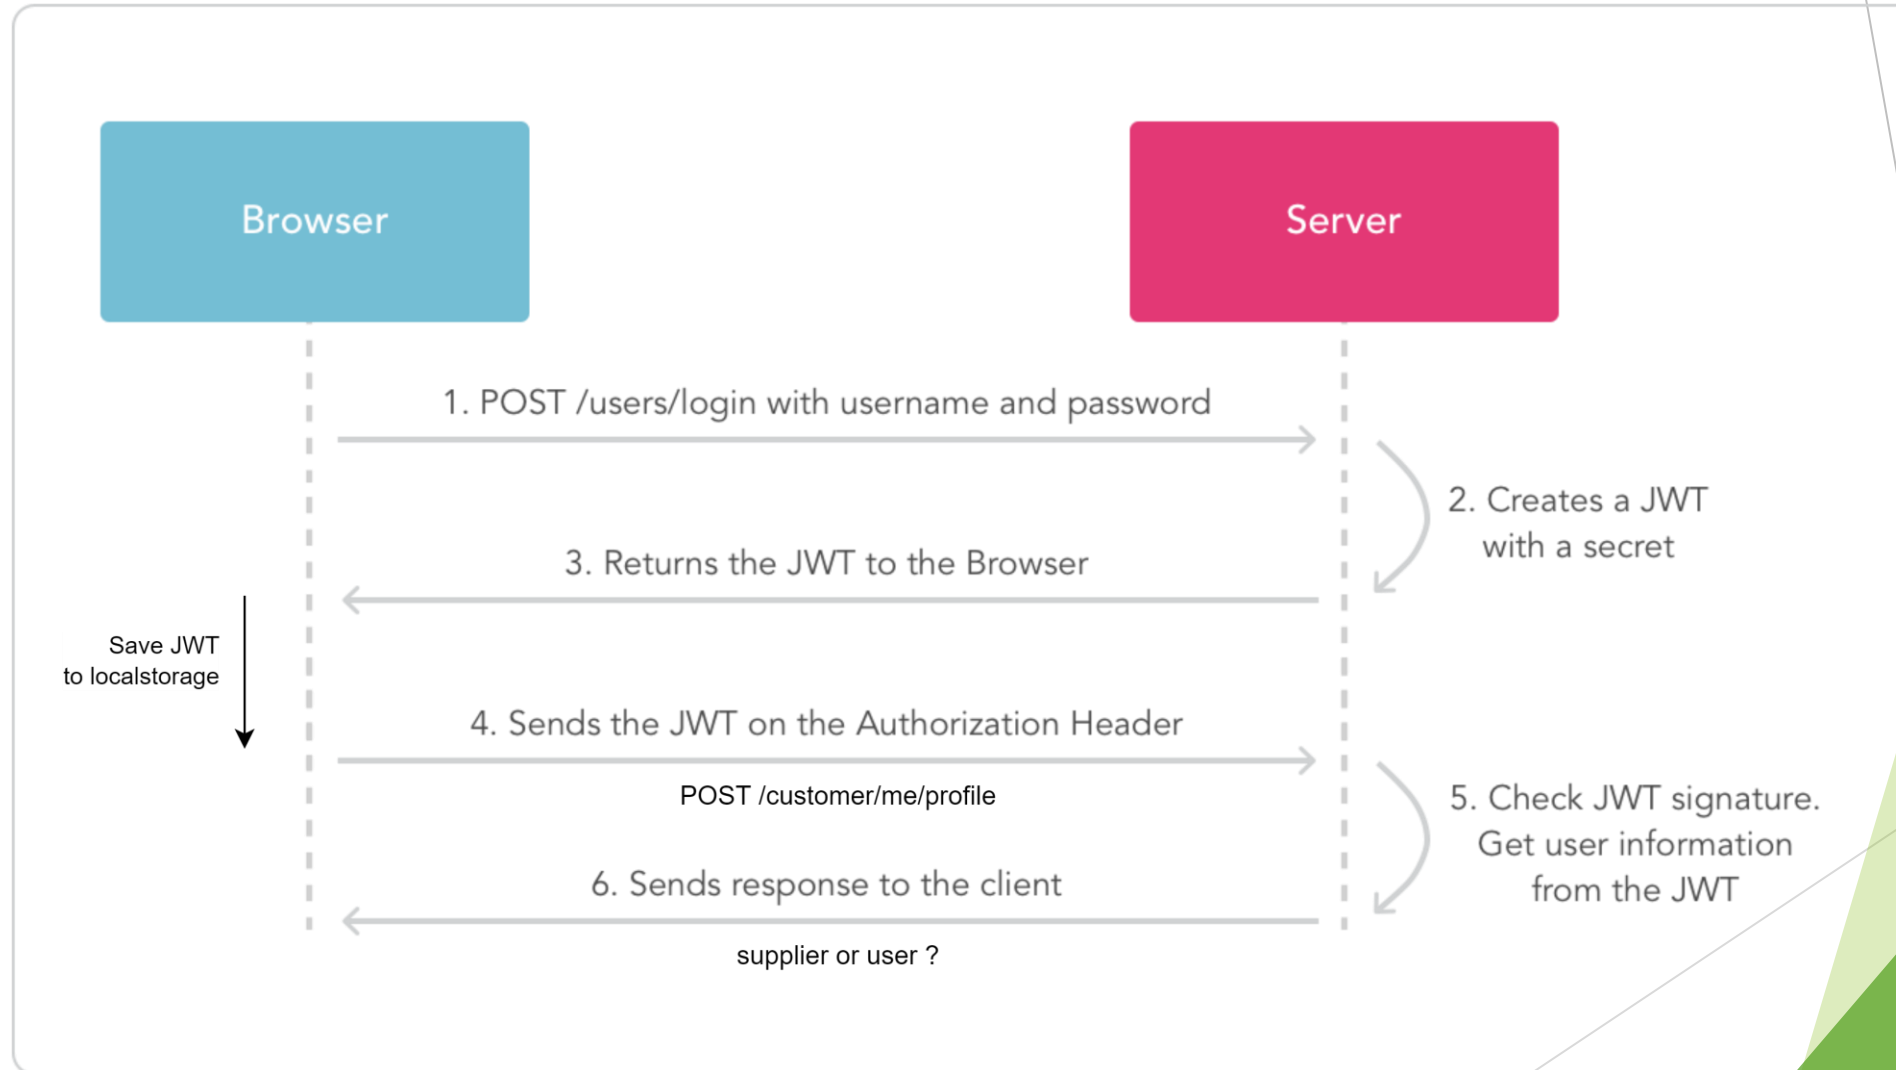 Browser
Server
1. POST /users/login with username and password
2. Creates a JWT
with a secret
3. Returns the JWT to the Browser
Save JWT
to localstorage
4. Sends the JWT on the Authorization Header
POST /customer/me/profile
5. Check JWT signature.
Get user information
from the JWT
6. Sends response to the client
supplier or user ?